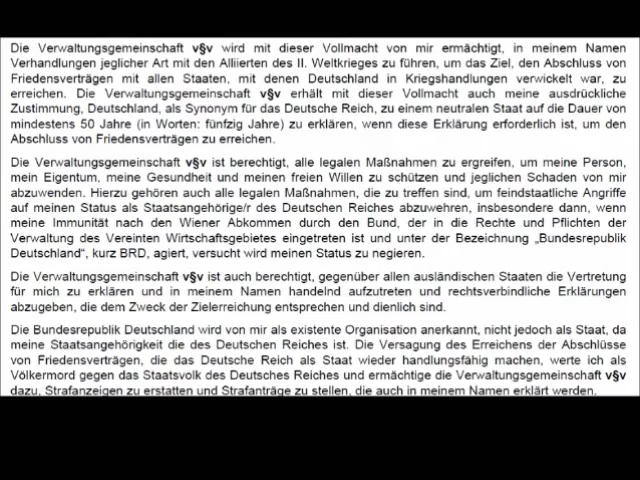 Die Verwaltungsgemeinschaft v§v wird mit dieser Vollmacht von mir ermächtigt, in meinem Namen
Verhandlungen jeglicher Art mit den Alliierten des II. Weltkrieges zu führen, um das Ziel, den Abschluss von
Friedensverträgen mit allen Staaten, mit denen Deutschland in Kriegshandlungen verwickelt war, zu
erreichen. Die Verwaltungsgemeinschaft v§v erhält mit dieser Vollmacht auch meine ausdrückliche
Zustimmung, Deutschland, als Synonym für das Deutsche Reich, zu einem neutralen Staat auf die Dauer von
mindestens 50 Jahre (in Worten: fünfzig Jahre) zu erklären, wenn diese Erklärung erforderlich ist, um den
Abschluss von Friedensverträgen zu erreichen.
Die Verwaltungsgemeinschaft v§v ist berechtigt, alle legalen Maßnahmen zu ergreifen, um meine Person,
mein Eigentum, meine Gesundheit und meinen freien Willen zu schützen und jeglichen Schaden von mir
abzuwenden. Hierzu gehören auch alle legalen Maßnahmen, die zu treffen sind, um feindstaatliche Angriffe
auf meinen Status als Staatsangehörige/r des Deutschen Reiches abzuwehren, insbesondere dann, wenn
meine Immunität nach den Wiener Abkommen durch den Bund, der in die Rechte und Pflichten der
Verwaltung des Vereinten Wirtschaftsgebietes eingetreten ist und unter der Bezeichnung „Bundesrepublik
Deutschland", kurz BRD, agiert, versucht wird meinen Status zu negieren.
Die Verwaltungsgemeinschaft v§v ist auch berechtigt, gegenüber allen ausländischen Staaten die Vertretung
für mich zu erklären und in meinem Namen handelnd aufzutreten und rechtsverbindliche Erklärungen
abzugeben, die dem Zweck der Zielerreichung entsprechen und dienlich sind.
Die Bundesrepublik Deutschland wird von mir als existente Organisation anerkannt, nicht jedoch als Staat, da
meine Staatsangehörigkeit die des Deutschen Reiches ist. Die Versagung des Erreichens der Abschlüsse
von Friedensverträgen, die das Deutsche Reich als Staat wieder handlungsfähig machen, werte ich als
Völkermord gegen das Staatsvolk des Deutsches Reiches und ermächtige die Verwaltungsgemeinschaft v§v
dazu, Strafanzeigen zu erstatten und Strafanträge zu stellen, die auch in meinem Namen erklärt werden.